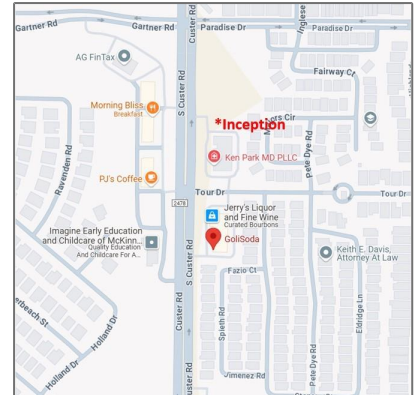 Gartner Rd
Gartner Rd
Custer Rd
Paradise Dr
Inglese
Paradise Dr
AG FinTax
Fairway Ct
S Custer Rd
Morning Bliss
Breakfast
*Inception
Ken Park MD PLLC
Pete Dye Rd
Ravenden Rd
PJ's Coffee
Tour Dr
Tour Dr
2478
Jerry's Liquor
and Fine Wine
Curated Bourbons
GoliSoda
Imagine Early Education
and Childcare of McKinn...
Quality Education
And Childcare For A...
Keith E. Davis,
Attorney At Law
S Custer Rd
Fazio Ct
Custer Rd
Spieth Rd
Eldridge Ln
Holland Dr
Holland Dr
Jimenez Rd
Pete Dye Rd
uster Rd